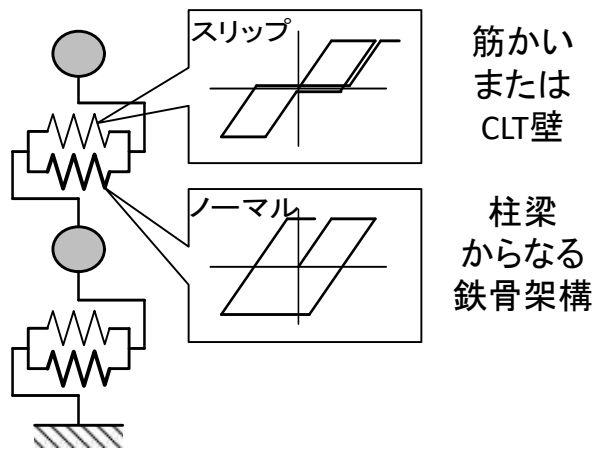 スリップ
筋かい
または
CLT壁
ノーマル
柱梁
からなる
鉄骨架構